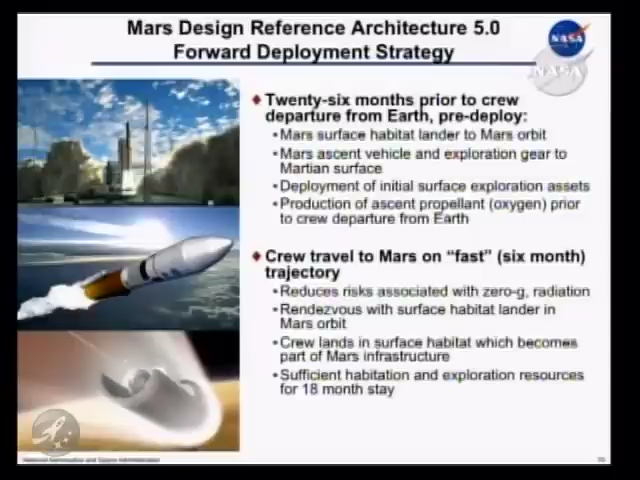 Mars Design Reference Architecture 5.0
Forward Deployment Strategy
NASA
NASA
♦ Twenty-six months prior to crew
departure from Earth, pre-deploy:
• Mars surface habitat lander to Mars orbit
• Mars ascent vehicle and exploration gear to
Martian surface
• Deployment of initial surface exploration assets
• Production of ascent propellant (oxygen) prior
to crew departure from Earth
♦ Crew travel to Mars on “fast” (six month)
trajectory
• Reduces risks associated with zero-g, radiation
• Rendezvous with surface habitat lander in
Mars orbit
• Crew lands in surface habitat which becomes
part of Mars infrastructure
• Sufficient habitation and exploration resources
for 18 month stay
National Aeronautics and Space Administration